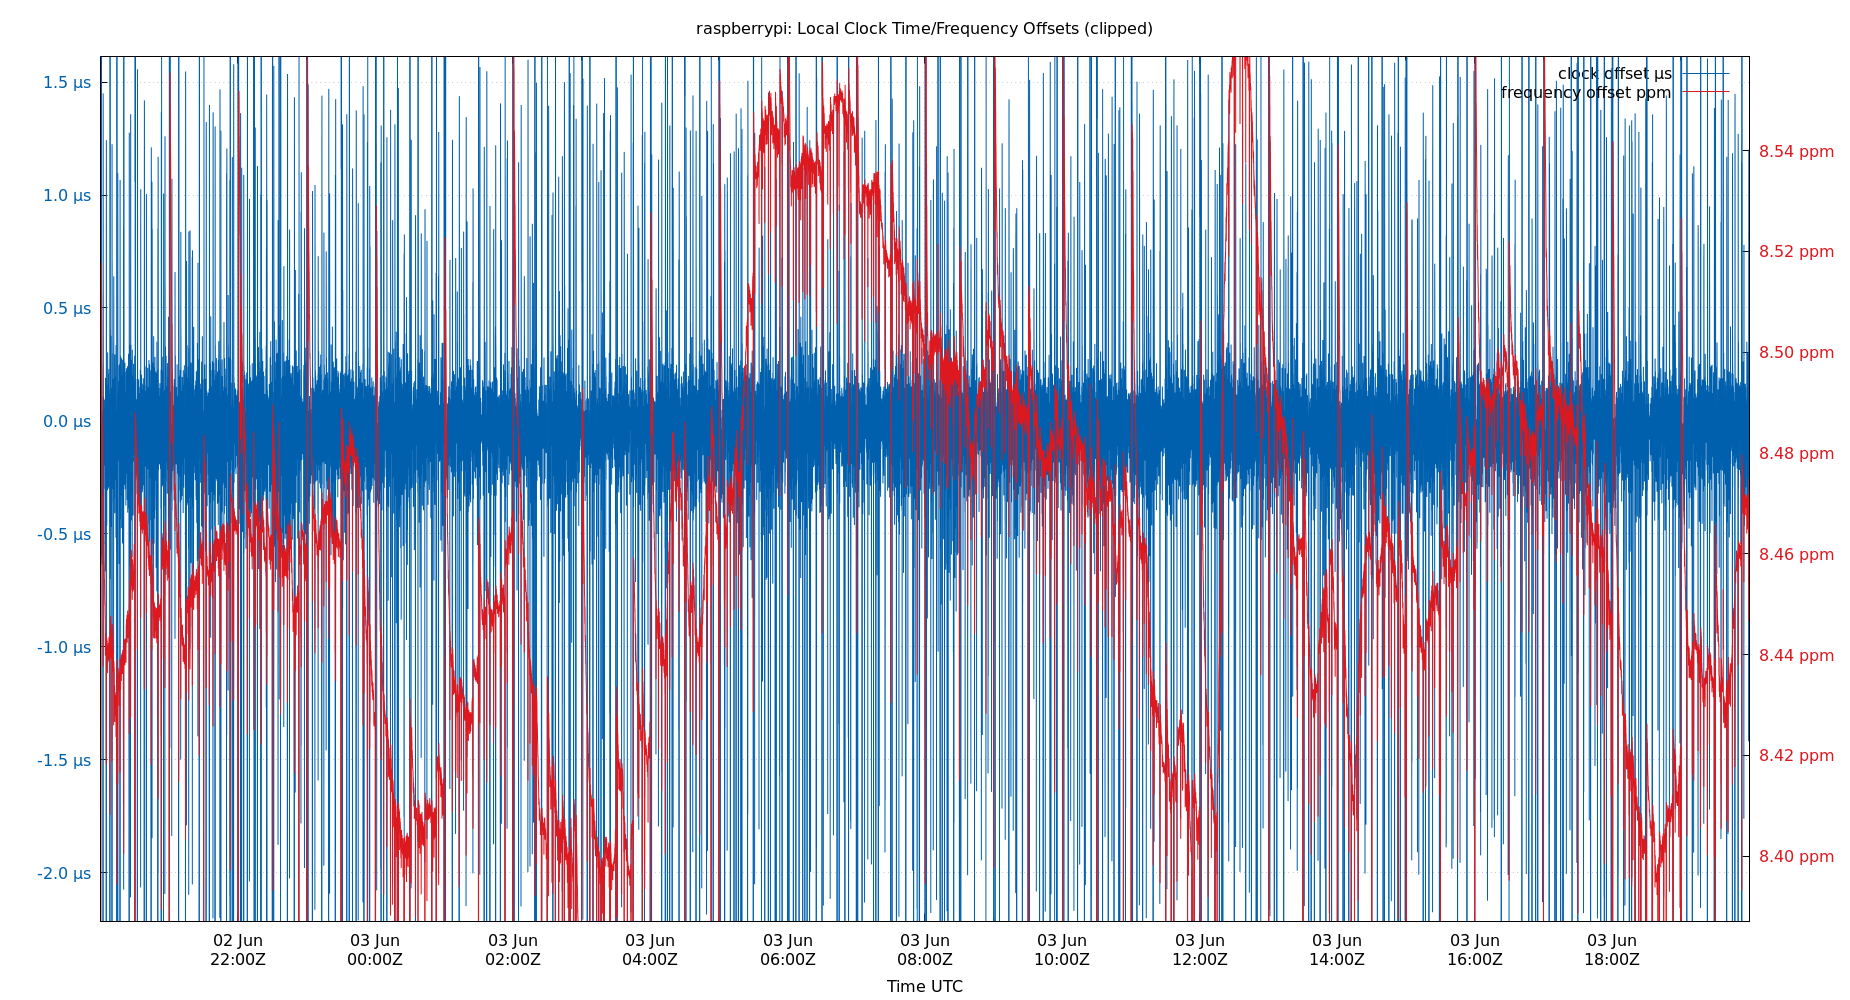 raspberrypi: Local Clock Time/Frequency Offsets (clipped)
clock offset µs
frequency offset ppm
1.5 µs
1.0 µs
0.5 µs
0.0 µs
-0.5 µs
-1.0 µs
-1.5 µs
-2.0 µs
8.54 ppm
8.52 ppm
8.50 ppm
8.48 ppm
8.46 ppm
8.44 ppm
8.42 ppm
8.40 ppm
02 Jun 03 Jun 03 Jun 03 Jun 03 Jun 03 Jun 03 Jun 03 Jun 03 Jun 03 Jun 03 Jun
22:00Z 00:00Z 02:00Z 04:00Z 06:00Z 08:00Z 10:00Z 12:00Z 14:00Z 16:00Z 18:00Z
Time UTC